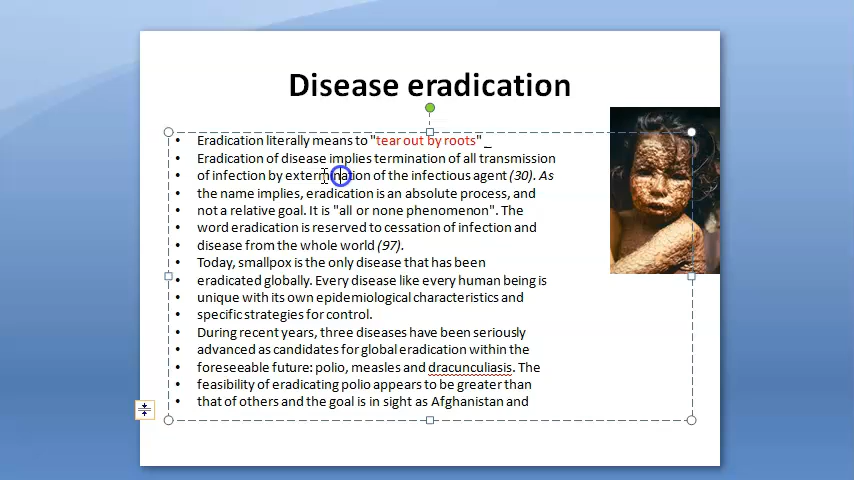 Disease eradication
• Eradication literally means to "tear out by roots" _
• Eradication of disease implies termination of all transmission
• of infection by extermination of the infectious agent (30). As
• the name implies, eradication is an absolute process, and
• not a relative goal. It is "all or none phenomenon". The
• word eradication is reserved to cessation of infection and
• disease from the whole world (97).
• Today, smallpox is the only disease that has been
• eradicated globally. Every disease like every human being is
• unique with its own epidemiological characteristics and
• specific strategies for control.
• During recent years, three diseases have been seriously
• advanced as candidates for global eradication within the
• foreseeable future: polio, measles and dracunculiasis. The
• feasibility of eradicating polio appears to be greater than
• that of others and the goal is in sight as Afghanistan and